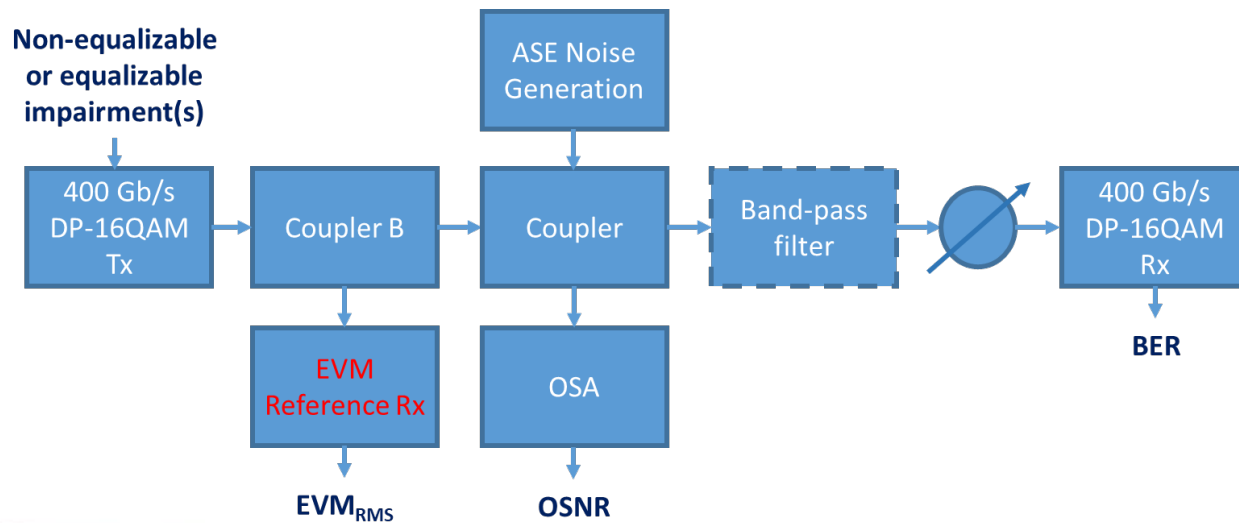 Non-equalizable
or equalizable
impairment(s)
ASE Noise
Generation
400 Gb/s
DP-16QAM
Tx
Coupler B
Coupler
Band-pass
filter
400 Gb/s
DP-16QAM
Rx
EVM
Reference Rx
OSA
BER
EVMRMS
OSNR